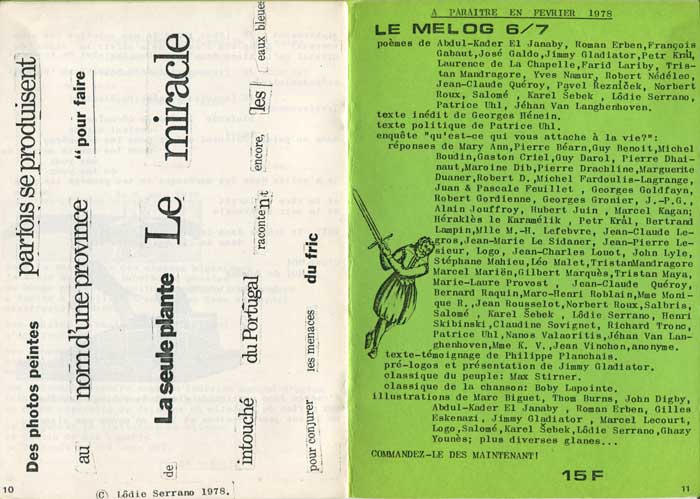 Des photos peintes parfois se produisent
au nom d'une province "pour faire
de La seule plante Le miracle
intouché du Portugal racontent encore, les eaux bleues
pour conjurer les menaces du fric
10
(C) Lôdie Serrano 1978.
A PARAITRE EN FEVRIER 1978
LE MELOG 6/7
poèmes de Abdul-Kader El Janaby, Roman Erben,François
Gabaut,José Galdo,Jimmy Gladiator,Petr Král,
Laurence de La Chapelle,Farid Lariby, Tris-
tan Mandragore, Yves Namur, Robert Nédélec,
Jean-Claude Quéroy, Pavel Řezníček, Norbert
Roux, Salomé , Karel Šebek , Lôdie Serrano,
Patrice Uhl, Jéhan Van Langhenhoven.
texte inédit de Georges Hénein.
texte politique de Patrice Uhl.
enquête "qu'est-ce qui vous attache à la vie?":
réponses de Mary Ann,Pierre Béarn,Guy Benoit,Michel
Boudin,Gaston Criel,Guy Darol, Pierre Dhai-
naut,Maroine Dib,Pierre Drachline,Marguerite
Duaner,Robert D.,Michel Fardoulis-Lagrange,
Juan & Pascale Feuillet , Georges Goldfayn,
Robert Gordienne, Georges Gronier, J.-P.G.,
Alain Jouffroy, Hubert Juin , Marcel Kagan;
Héraklès le Karamélik , Petr Král, Bertrand
Lampin,Mlle M.-H. Lefebvre, Jean-Claude Le-
gros,Jean-Marie Le Sidaner, Jean-Pierre Le-
sieur, Logo, Jean-Charles Louot, John Lyle,
Stéphane Mahieu,Léo Malet,TristanMandragore
Marcel Mariën,Gilbert Marquès,Tristan Maya,
Marie-Laure Provost , Jean-Claude Quéroy,
Bernard Raquin,Marc-Henri Roblain,Mme Moni-
que R.,Jean Rousselot,Norbert Roux,Salbris,
Salomé , Karel Šebek , Lôdie Serrano, Henri
Skibinski,Claudine Sovignet, Richard Tronc,
Patrice Uhl,Nanos Valaoritis,Jéhan Van Lan-
ghenhoven,Mme K. V.,Jean Vinchon,anonyme.
texte-témoignage de Philippe Planchais.
pré-logos et présentation de Jimmy Gladiator.
classique du peuple: Max Stirner.
classique de la chanson: Boby Lapointe.
illustrations de Marc Biguet, Thom Burns, John Digby,
Abdul-Kader El Janaby , Roman Erben, Gilles
Eskenazi , Jimmy Gladiator , Marcel Lecourt,
Logo,Salomé,Karel Šebek,Lôdie Serrano,Ghazy
Younès; plus diverses glanes...
COMMANDEZ-LE DES MAINTENANT!
15F
11